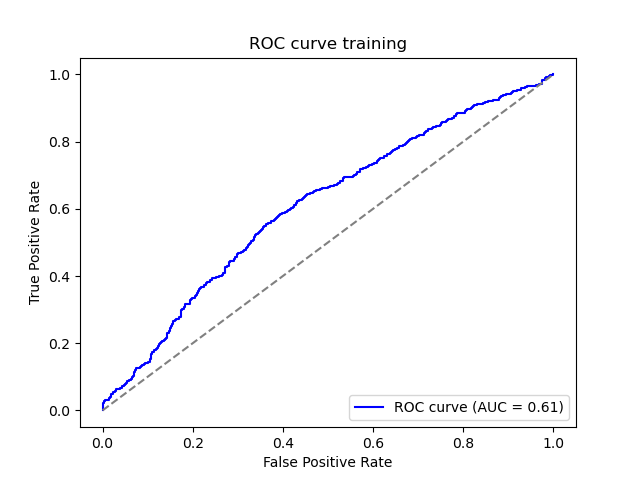 ROC curve training
1.0
0.8
0.6
0.4
0.2
0.0
True Positive Rate
0.0 0.2 0.4 0.6 0.8 1.0
False Positive Rate
ROC curve (AUC = 0.61)